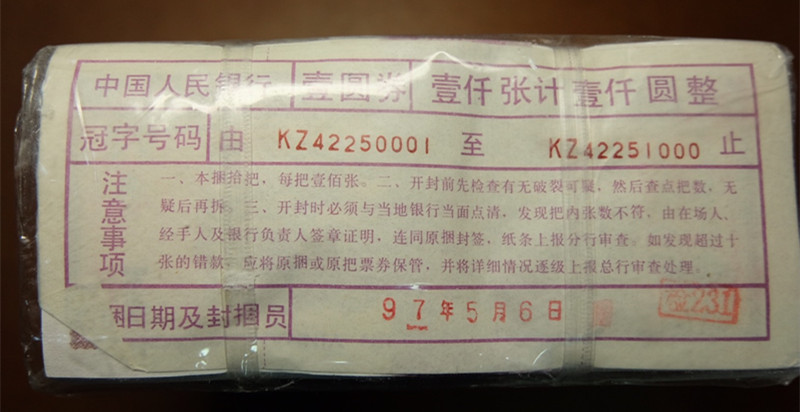 中国人民银行 壹圆券 壹仟张计壹仟圆整
冠字号码 由 KZ42250001 至 KZ42251000 止
注意事项
一、本捆拾把，每把壹佰张。二、开封前先检查有无破裂可疑，然后查点把数，无
疑后再拆。三、开封时必须与当地银行当面点清，发现把内张数不符，由在场人、
经手人及银行负责人签章证明，连同原捆封签，纸条上报分行审查。如发现超过十
张的错款，应将原捆或原把票券保管，并将详细情况逐级上报总行审查处理。
捆日期及封捆员 97年5月6日
231